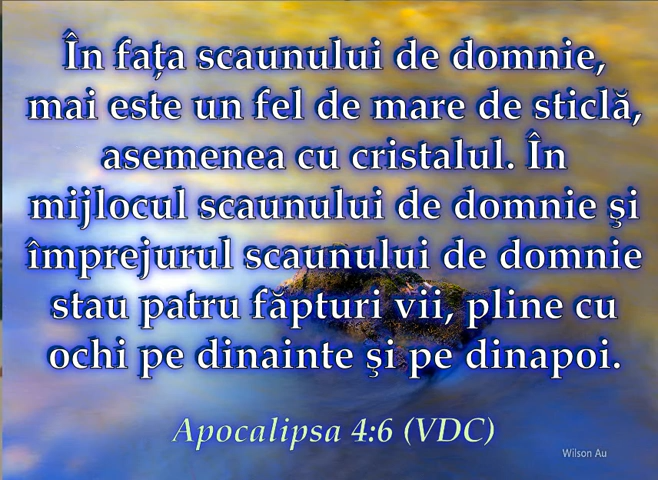 În fața scaunului de domnie,
mai este un fel de mare de sticlă,
asemenea cu cristalul. În
mijlocul scaunului de domnie şi
împrejurul scaunului de domnie
stau patru făpturi vii, pline cu
ochi pe dinainte şi pe dinapoi.
Apocalipsa 4:6 (VDC)
Wilson Au